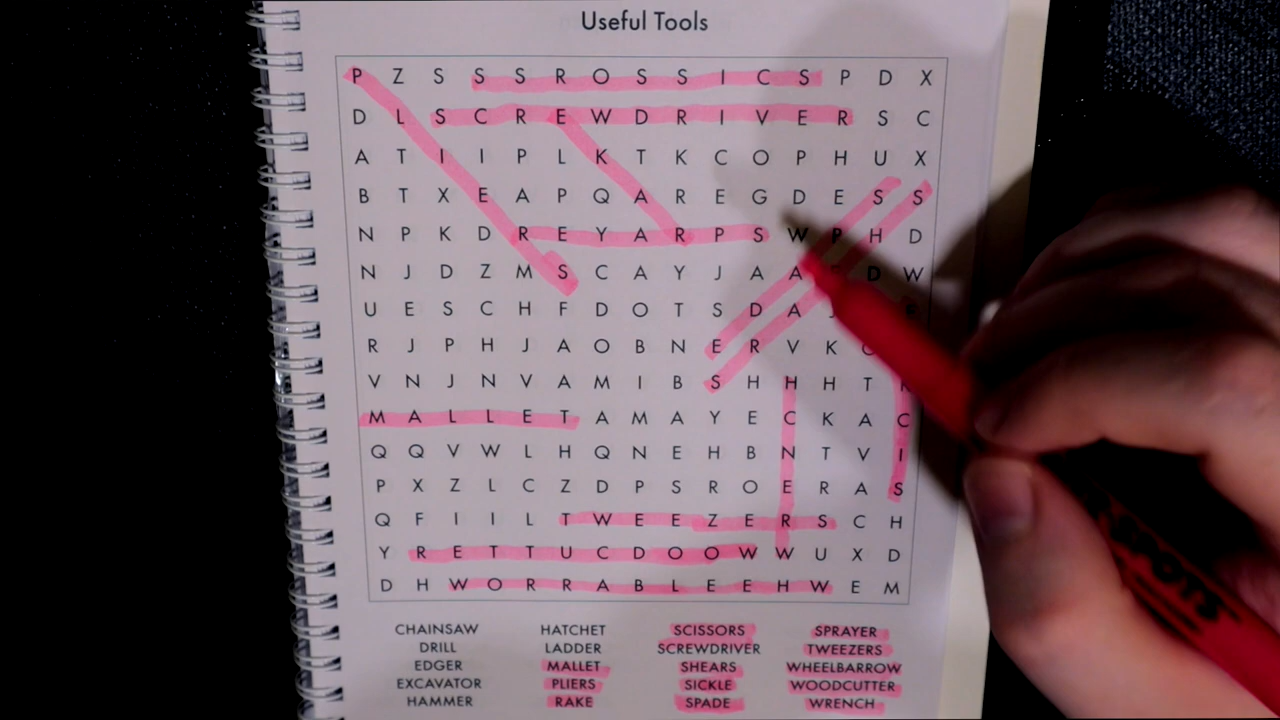 Useful Tools
P Z S S S R O S S I C S P D X
D L S C R E W D R I V E R S C
A T I I P L K T K C O P H U X
B T X E A P Q A R E G D E S S
N P K D R E Y A R P S W P H D
N J D Z M S C A Y J A A D W
U E S C H F D O T S D A J
R J P H J A O B N E R V K
V N J N V A M I B S H H H T K
M A L L E T A M A Y E C K A C
Q Q V W L H Q N E H B N T V I
P X Z L C Z D P S R O E R A S
Q F I I L T W E E Z E R S C H
Y R E T T U C D O O W W U X D
D H W O R R A B L E E H W E M
CHAINSAW HATCHET SCISSORS SPRAYER
DRILL LADDER SCREWDRIVER TWEEZERS
EDGER MALLET SHEARS WHEELBARROW
EXCAVATOR PLIERS SICKLE WOODCUTTER
HAMMER RAKE SPADE WRENCH